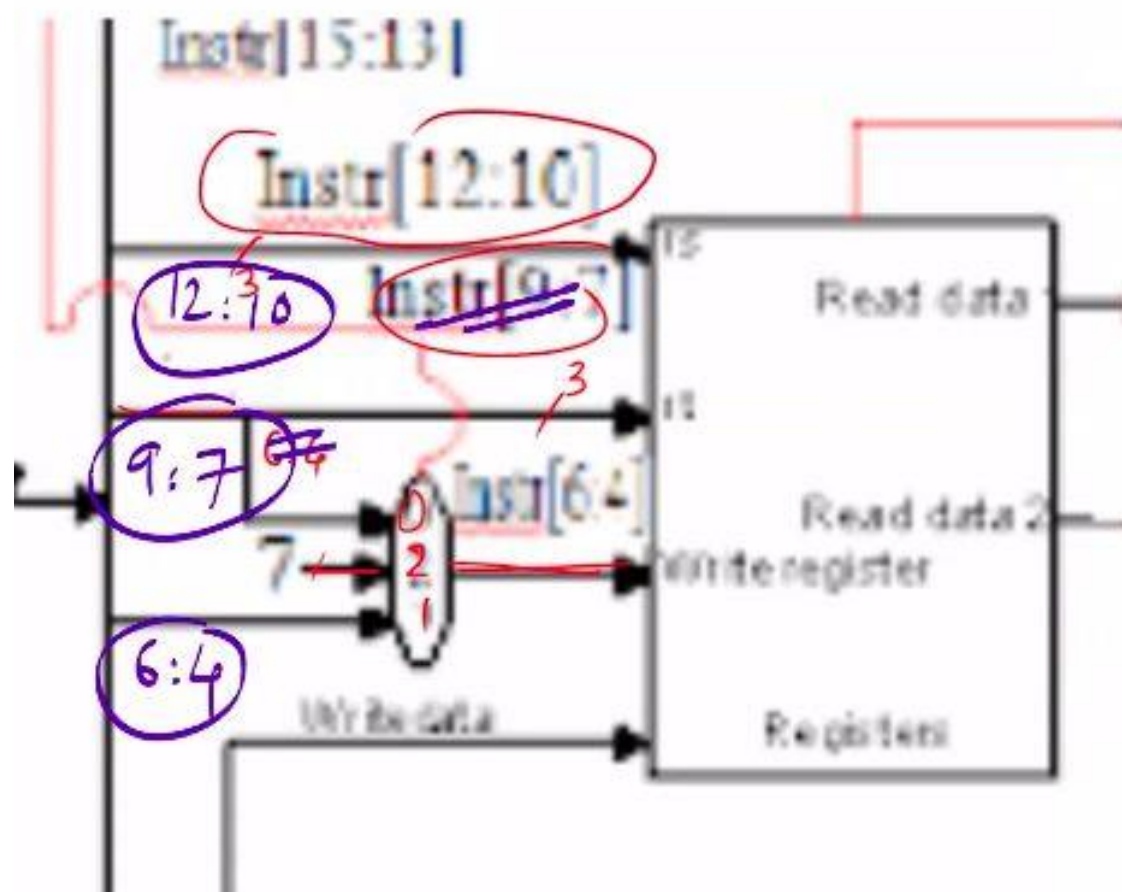 Instr[15:13]
Instr[12:10]
3
rs
12:10
Instr[9:7]
Read data
3
rt
9:7
0
Instr[6:4]
Read data 2
7
2
Write register
1
6:4
Write data
Registers